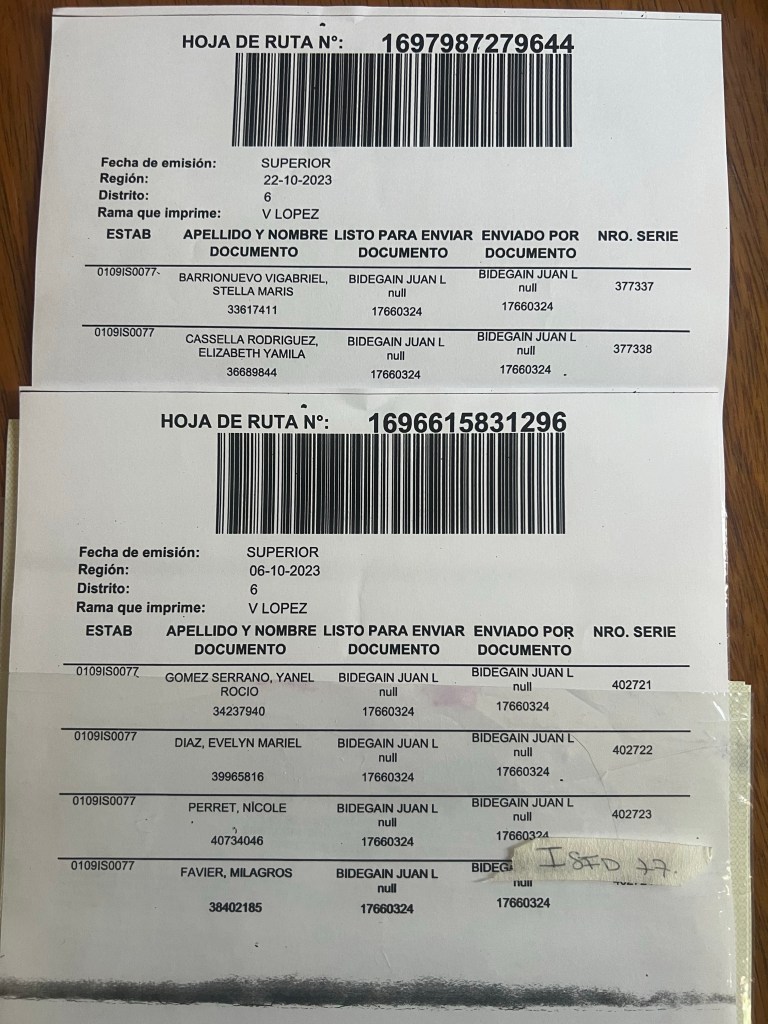 HOJA DE RUTA N°: 1697987279644
Fecha de emisión: SUPERIOR
Región: 22-10-2023
Distrito: 6
Rama que imprime: V LOPEZ
ESTAB APELLIDO Y NOMBRE LISTO PARA ENVIAR ENVIADO POR NRO. SERIE
DOCUMENTO DOCUMENTO DOCUMENTO
0109IS0077 BARRIONUEVO VIGABRIEL, BIDEGAIN JUAN L BIDEGAIN JUAN L 377337
STELLA MARIS null null
33617411 17660324 17660324
0109IS0077 CASSELLA RODRIGUEZ, BIDEGAIN JUAN L BIDEGAIN JUAN L 377338
ELIZABETH YAMILA null null
36689844 17660324 17660324
HOJA DE RUTA N°: 1696615831296
Fecha de emisión: SUPERIOR
Región: 06-10-2023
Distrito: 6
Rama que imprime: V LOPEZ
ESTAB APELLIDO Y NOMBRE LISTO PARA ENVIAR ENVIADO POR NRO. SERIE
DOCUMENTO DOCUMENTO DOCUMENTO
0109IS0077 GOMEZ SERRANO, YANEL BIDEGAIN JUAN L BIDEGAIN JUAN L 402721
ROCIO null null
34237940 17660324 17660324
0109IS0077 DIAZ, EVELYN MARIEL BIDEGAIN JUAN L BIDEGAIN JUAN L 402722
null null
39965816 17660324 17660324
0109IS0077 PERRET, NICOLE BIDEGAIN JUAN L BIDEGAIN JUAN L 402723
null null
40734046 17660324 17660324
0109IS0077 FAVIER, MILAGROS BIDEGAIN JUAN L BIDEG ISFD 77.
null null
38402185 17660324 17660324